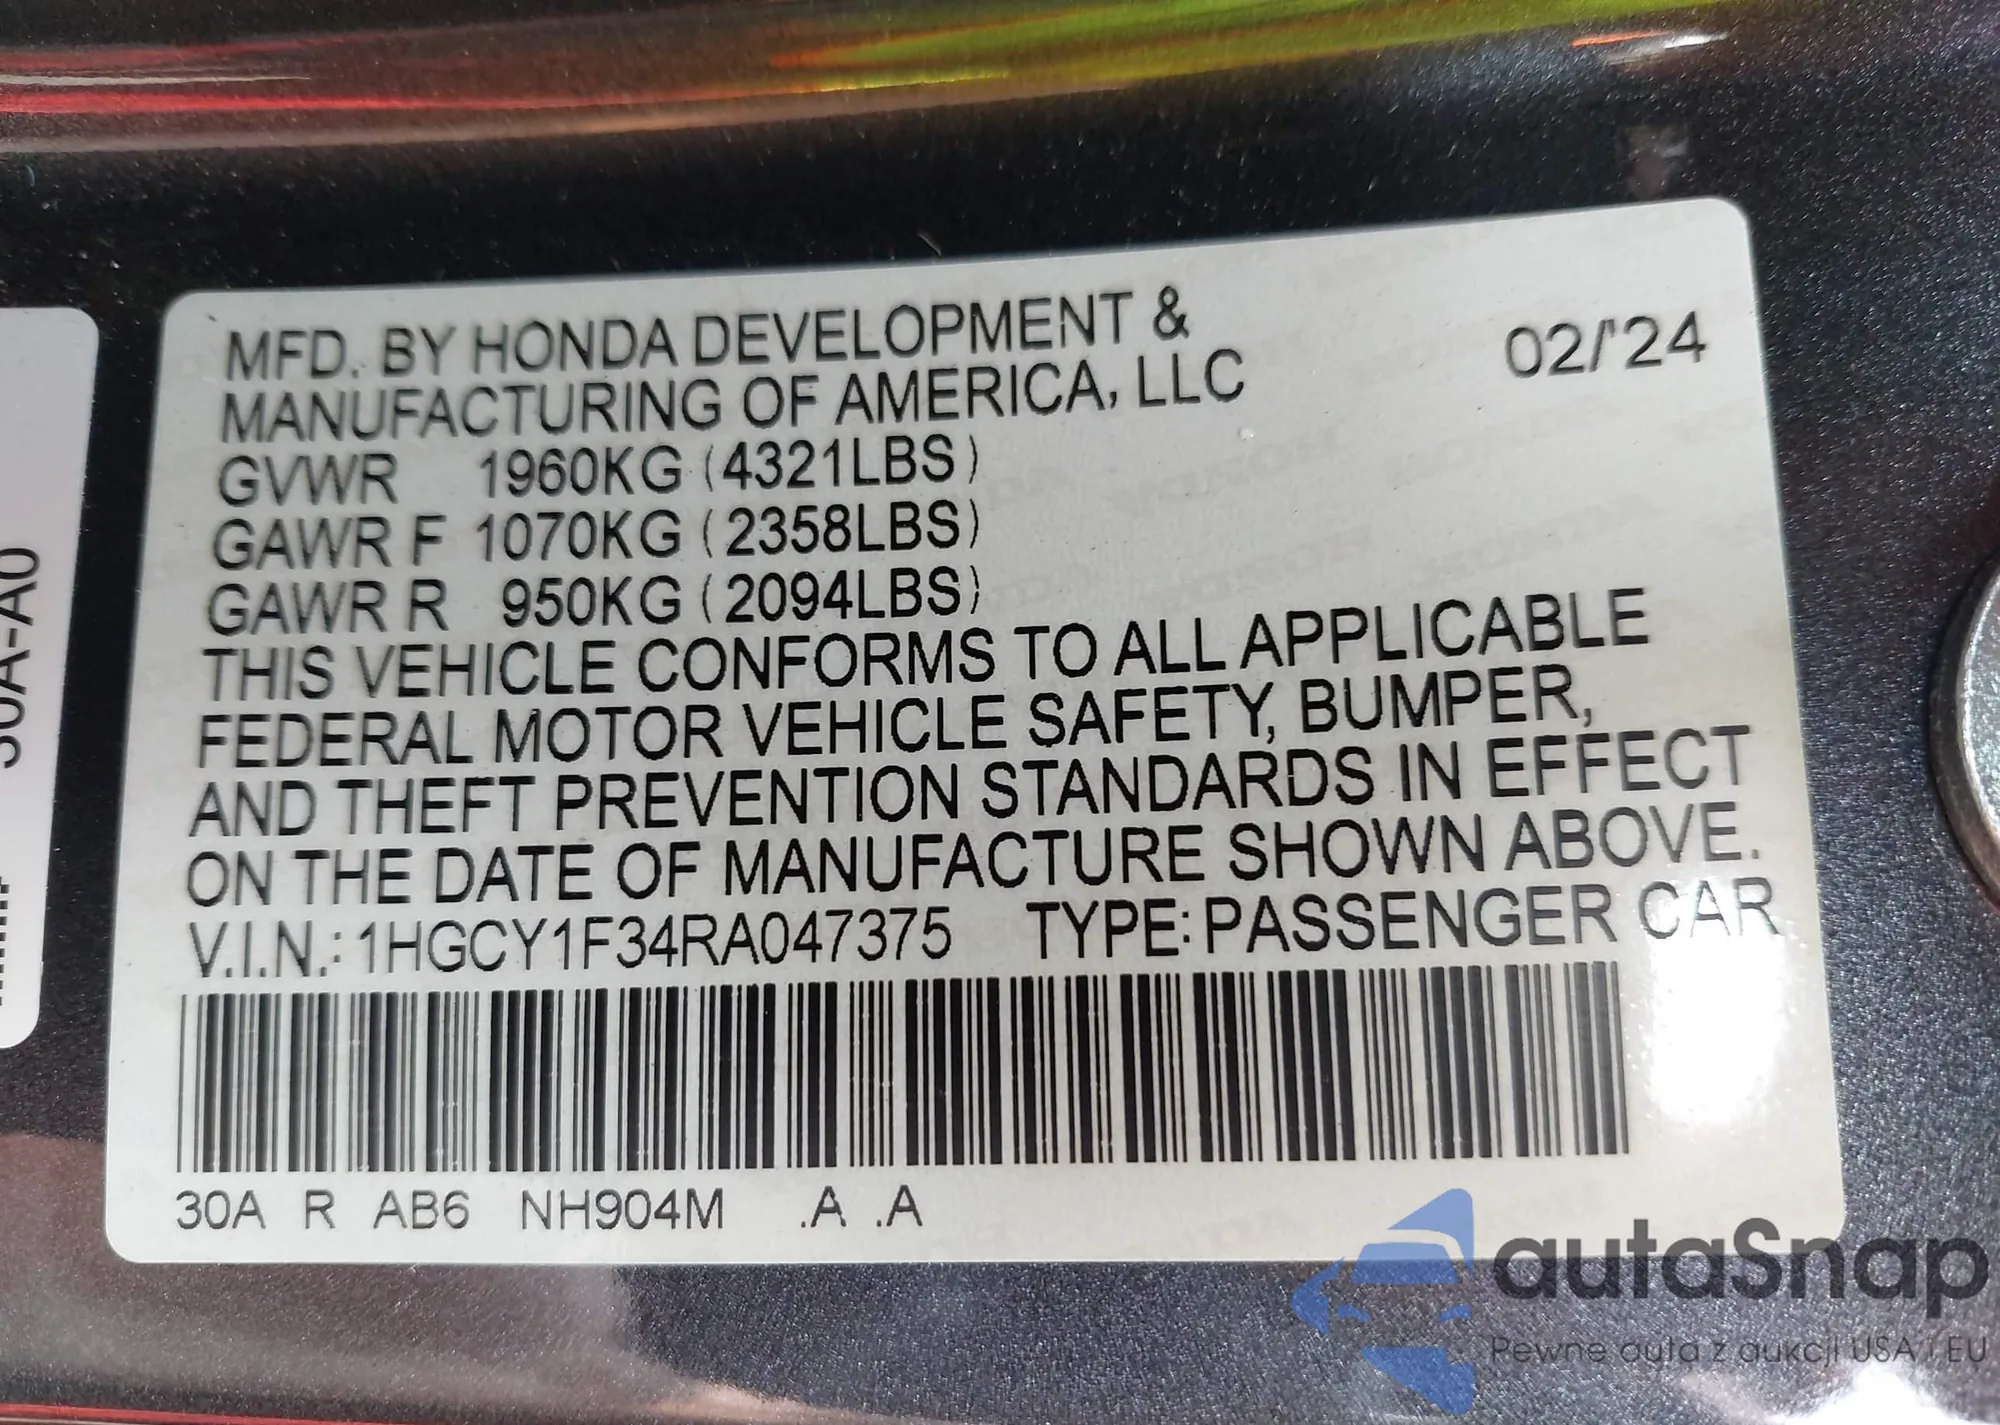 MFD. BY HONDA DEVELOPMENT &
MANUFACTURING OF AMERICA, LLC
02/'24
GVWR 1960KG (4321LBS)
GAWR F 1070KG (2358LBS)
GAWR R 950KG (2094LBS)
THIS VEHICLE CONFORMS TO ALL APPLICABLE
FEDERAL MOTOR VEHICLE SAFETY, BUMPER,
AND THEFT PREVENTION STANDARDS IN EFFECT
ON THE DATE OF MANUFACTURE SHOWN ABOVE.
V.I.N.: 1HGCY1F34RA047375 TYPE: PASSENGER CAR
30A R AB6 NH904M .A .A
30A-A0
autaSnap
Pewne auta z aukcji USA i EU